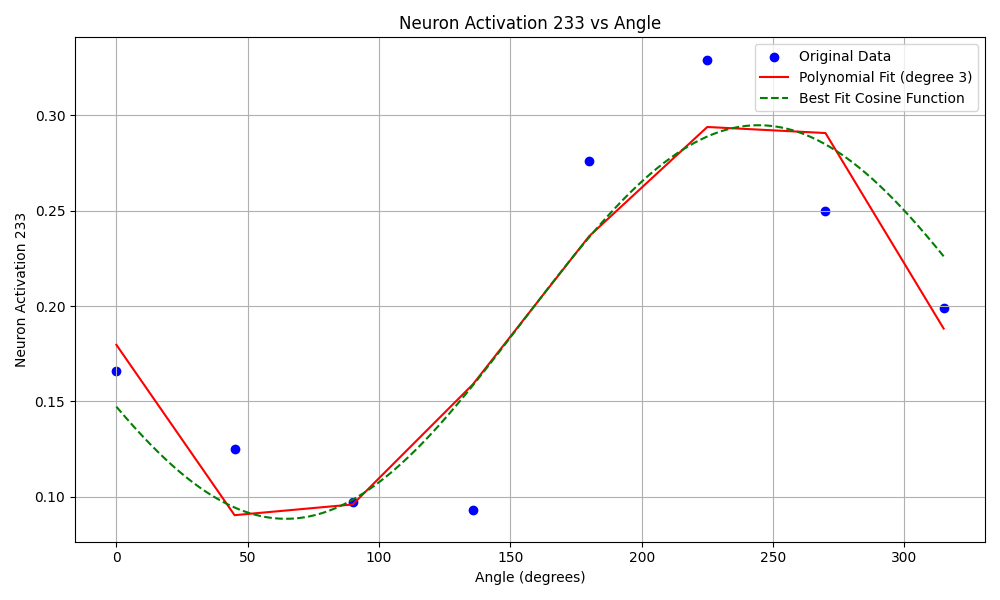 Neuron Activation 233 vs Angle
Original Data
Polynomial Fit (degree 3)
Best Fit Cosine Function
Neuron Activation 233
0.30
0.25
0.20
0.15
0.10
0
50
100
150
200
250
300
Angle (degrees)